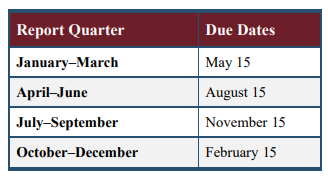 Report Quarter Due Dates
January–March May 15
April–June August 15
July–September November 15
October–December February 15